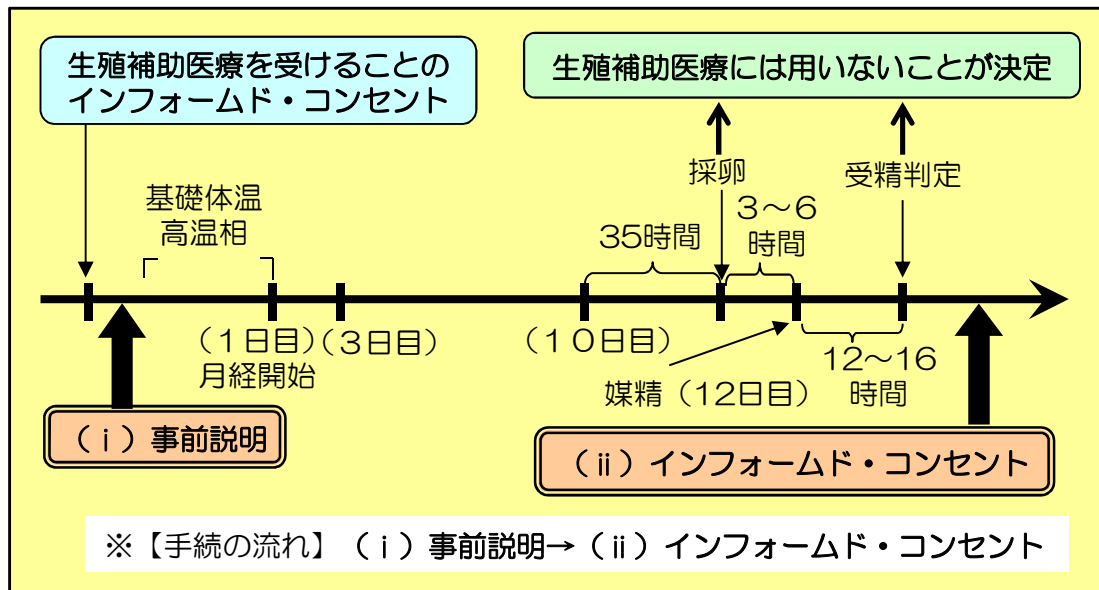 生殖補助医療を受けることの
インフォームド・コンセント
生殖補助医療には用いないことが決定
採卵
受精判定
基礎体温
高温相
35時間
3～6
時間
(1日目)
月経開始
(3日目)
(10日目)
媒精（12日目）
12～16
時間
（ⅰ）事前説明
（ⅱ）インフォームド・コンセント
※【手続の流れ】（ⅰ）事前説明→（ⅱ）インフォームド・コンセント